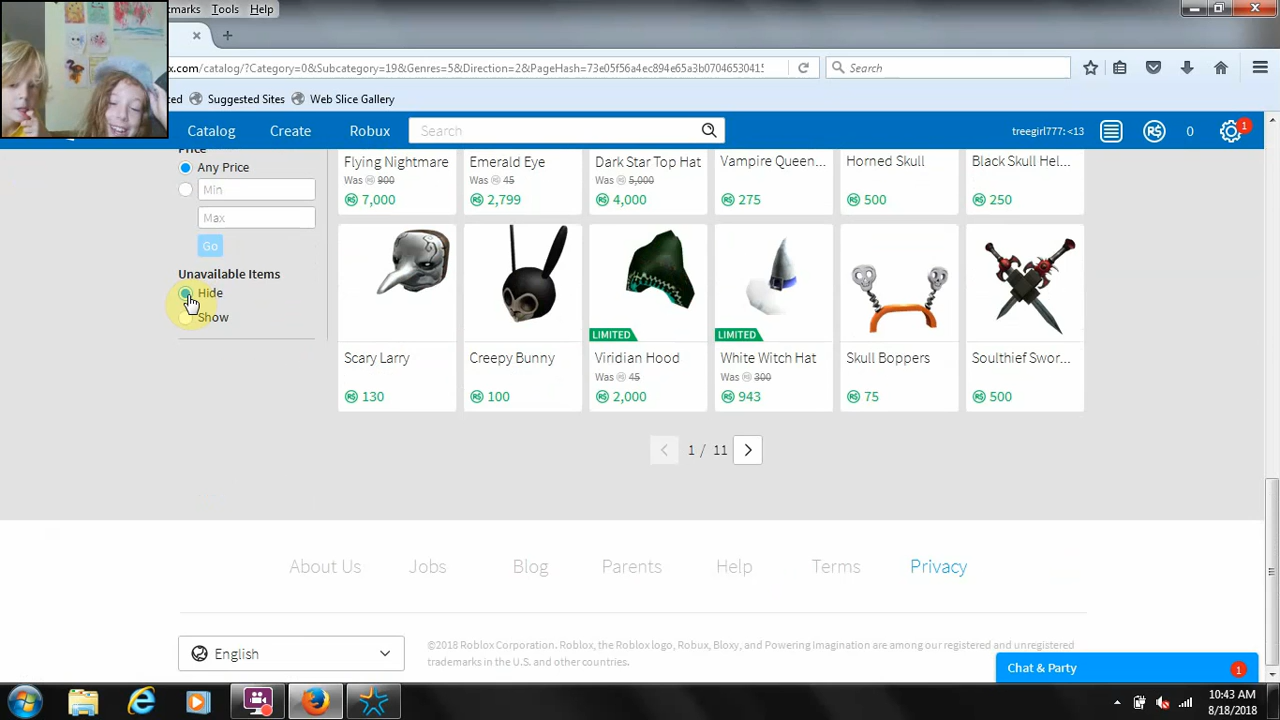 marks Tools Help
x.com/catalog/?Category=0&Subcategory=19&Genres=5&Direction=2&PageHash=73e05f56a4ec894e65a3b0704653041
Search
Suggested Sites Web Slice Gallery
Catalog Create Robux Search treegirl777: <13 0 1
Price
Any Price
Min
Max
Go
Unavailable Items
Hide
Show
Flying Nightmare Emerald Eye Dark Star Top Hat Vampire Queen... Horned Skull Black Skull Hel...
Was 900 Was 45 Was 5,000
7,000 2,799 4,000 275 500 250
LIMITED LIMITED
Scary Larry Creepy Bunny Viridian Hood White Witch Hat Skull Boppers Soulthief Swor...
Was 45 Was 300
130 100 2,000 943 75 500
1 / 11
About Us Jobs Blog Parents Help Terms Privacy
English
©2018 Roblox Corporation. Roblox, the Roblox logo, Robux, Bloxy, and Powering Imagination are among our registered and unregistered
trademarks in the U.S. and other countries.
Chat & Party 1
10:43 AM
8/18/2018